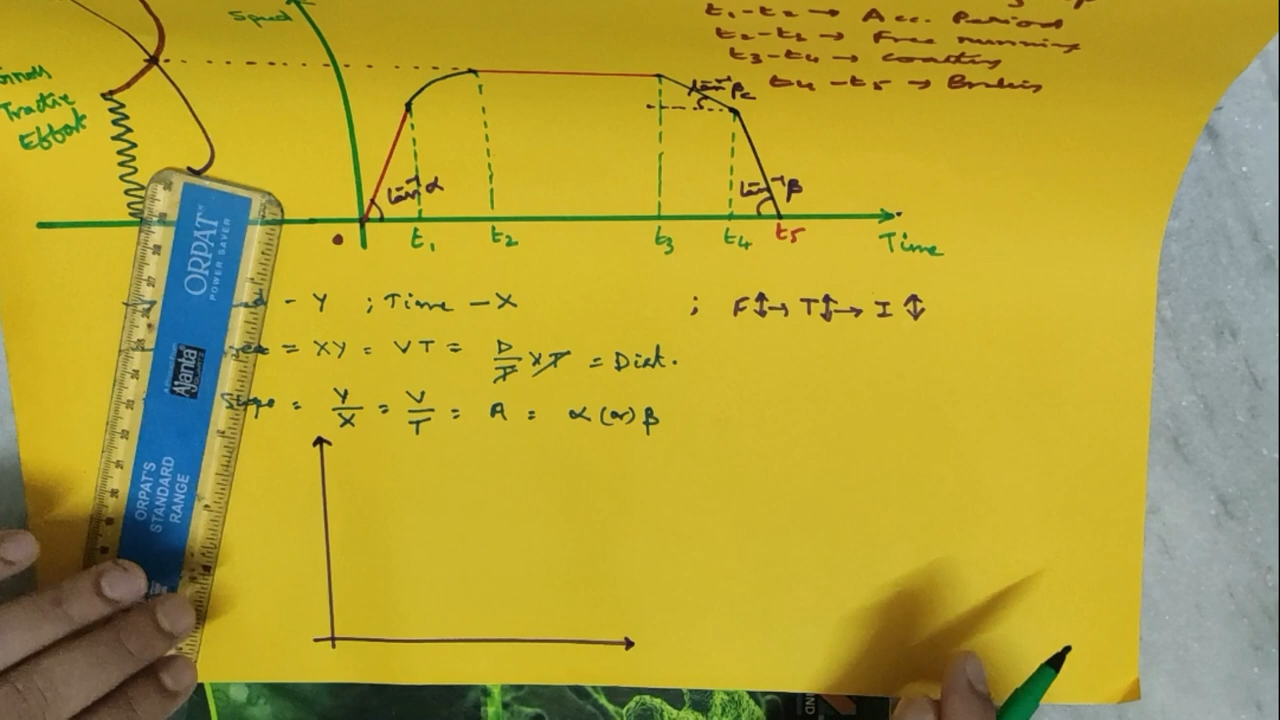 Speed
t₁-t₂ → Acc. Period
t₂-t₃ → Free running
t₃-t₄ → Coasting
t₄-t₅ → Brakin
Tractive
Effort
tan⁻¹α
tan⁻¹βc
tan⁻¹β
0 t₁ t₂ t₃ t₄ t₅ Time
- Y ; Time - X ; F↕→ T↕→ I↕
= XY = VT = D/T × T = Dist.
= Y/X = V/T = A = α (or) β
ORPAT
POWER SAVER
Ajanta
ORPAT'S
STANDARD
RANGE